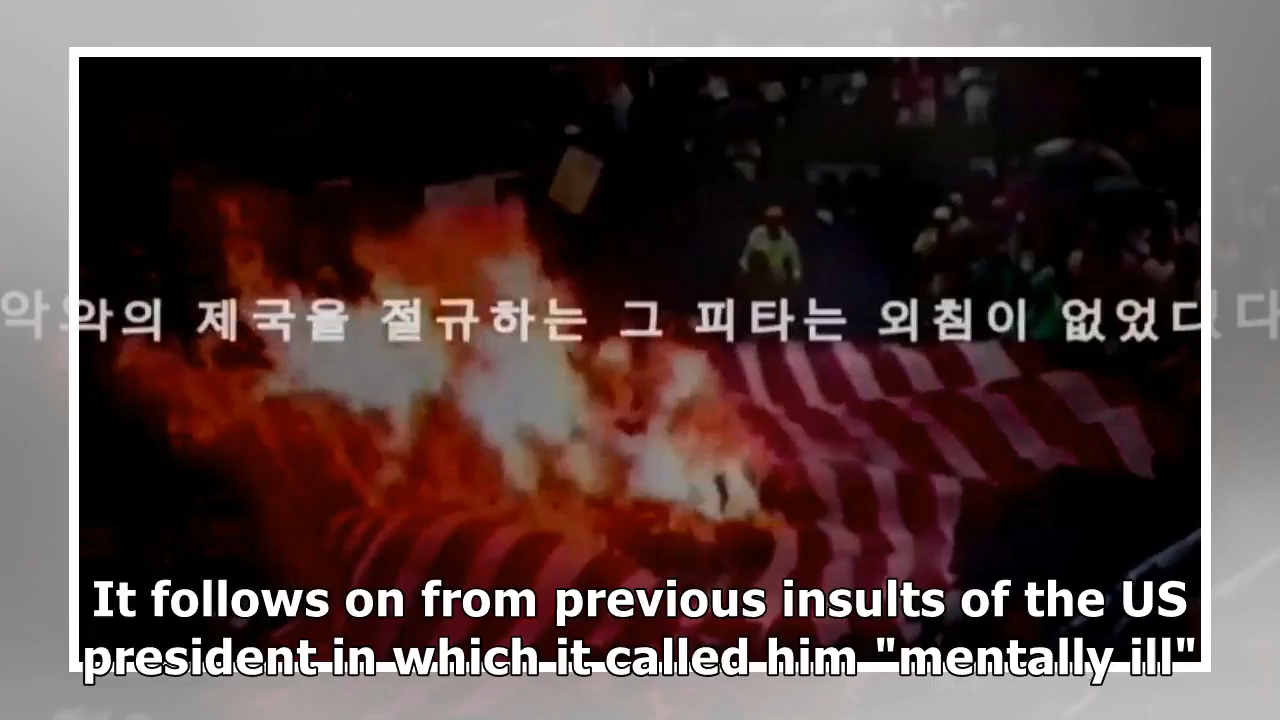 악의 제국을 절규하는 그 피타는 외침이 없었다
It follows on from previous insults of the US
president in which it called him "mentally ill"